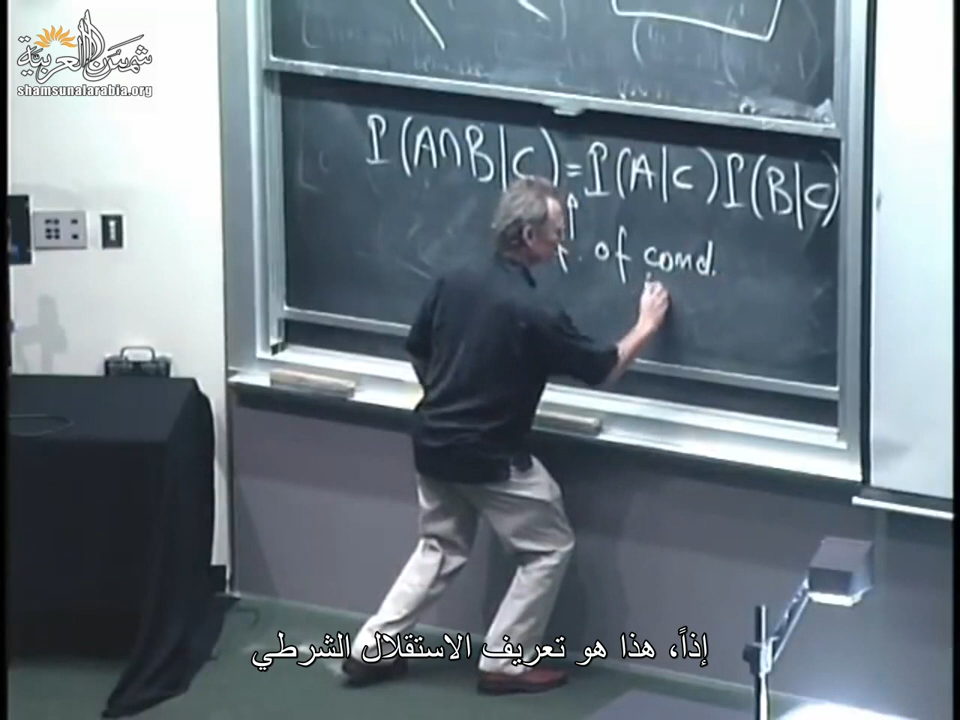 شمس العربية
shamsunalarabia.org
P(A∩B|C) = P(A|C) P(B|C)
↑
of cond.
إذاً، هذا هو تعريف الاستقلال الشرطي